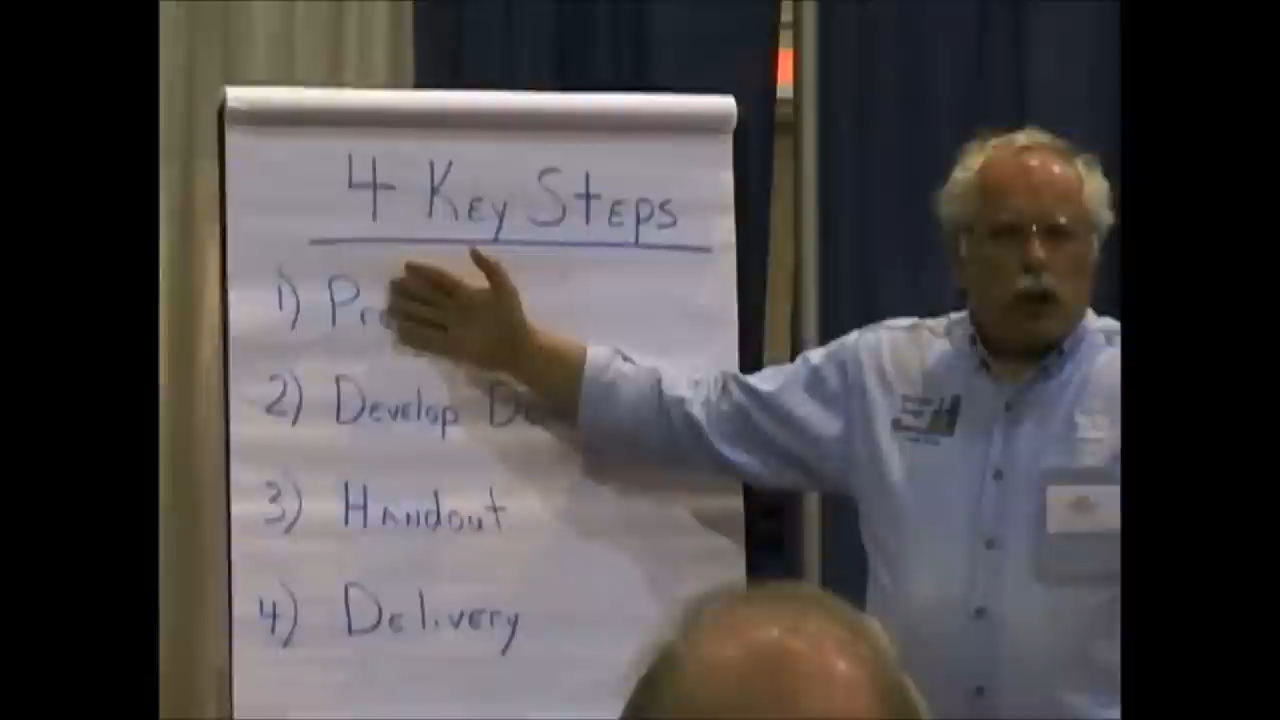 4 Key Steps
1)
2) Develop
3) Handout
4) Delivery